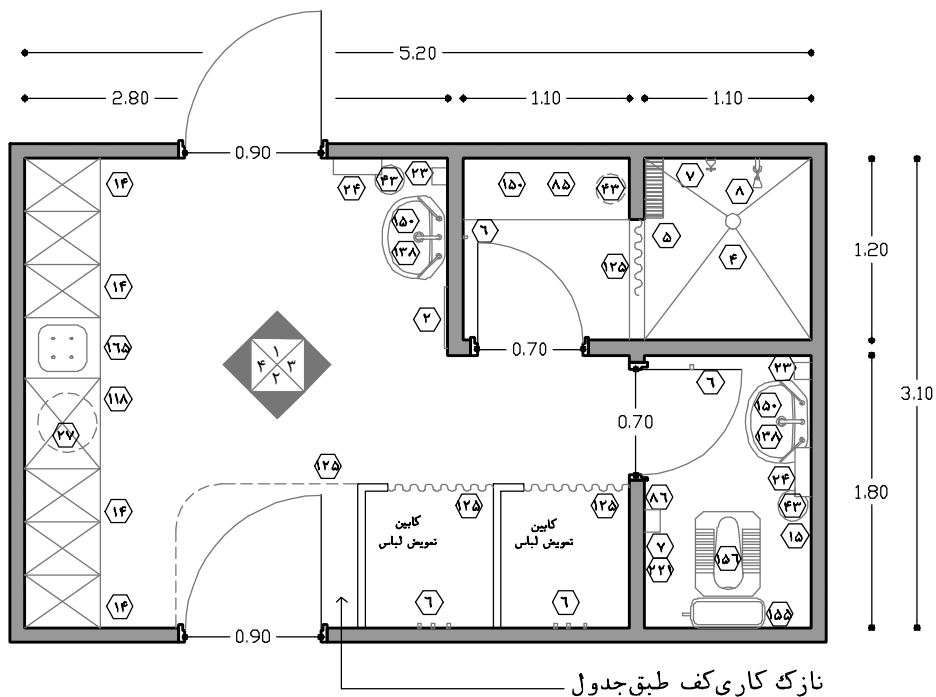 5.20
2.80 1.10 1.10
0.90
۱۴ ۲۴ ۴۳ ۲۳ ۱۵۰ ۸۵ ۴۳ ۷ ۸
۱۵۰ ۶ ۵
۱۳۸ ۱۲۵ ۴ 1.20
۱۴ ۲
۱۶۵ ۱ ۲ ۳ ۴ 0.70
۱۱۸ ۶ ۲۳ 3.10
۲۷ 0.70 ۱۵۰
۱۳۸
۱۲۵ ۲۴
۱۴ ۱۲۵ ۱۲۵ ۸۶ ۴۳ 1.80
کابین کابین
تعویض لباس تعویض لباس
۷ ۱۵
۲۲۱ ۱۵۶
۱۴ ۶ ۶ ۱۵۵
0.90
نازک کاری کف طبق جدول